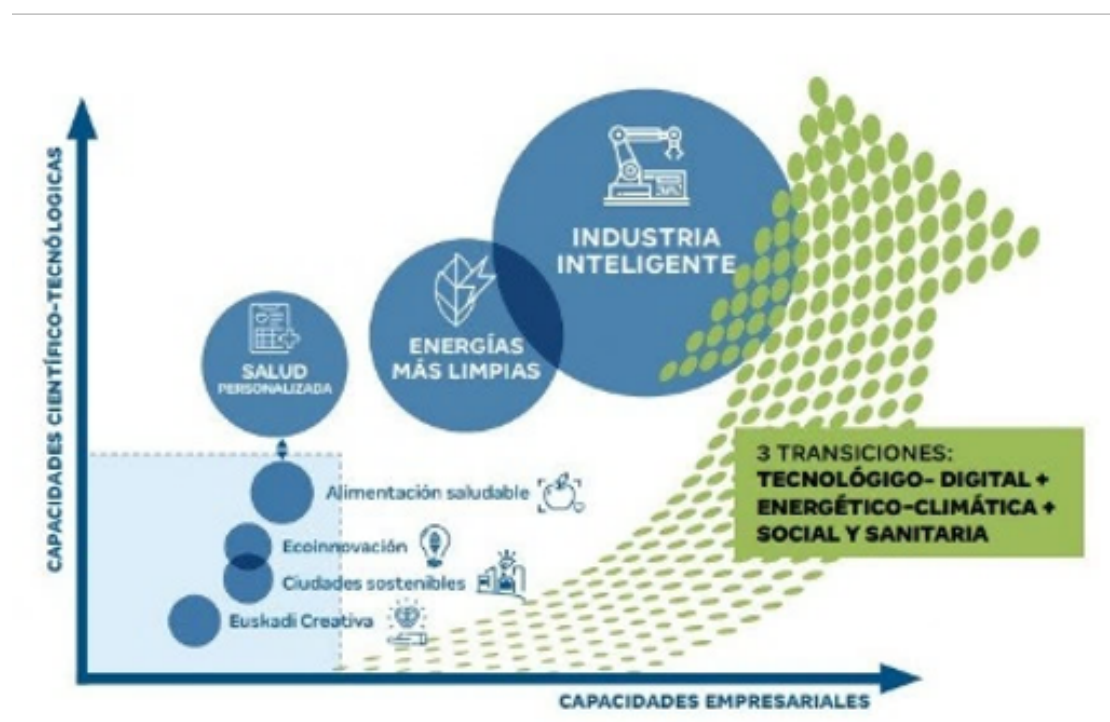 CAPACIDADES CIENTÍFICO-TECNÓLOGICAS
INDUSTRIA
INTELIGENTE
ENERGÍAS
MÁS LIMPIAS
SALUD
PERSONALIZADA
Alimentación saludable
Ecoinnovación
Ciudades sostenibles
Euskadi Creativa
3 TRANSICIONES:
TECNOLÓGIGO- DIGITAL +
ENERGÉTICO-CLIMÁTICA +
SOCIAL Y SANITARIA
CAPACIDADES EMPRESARIALES